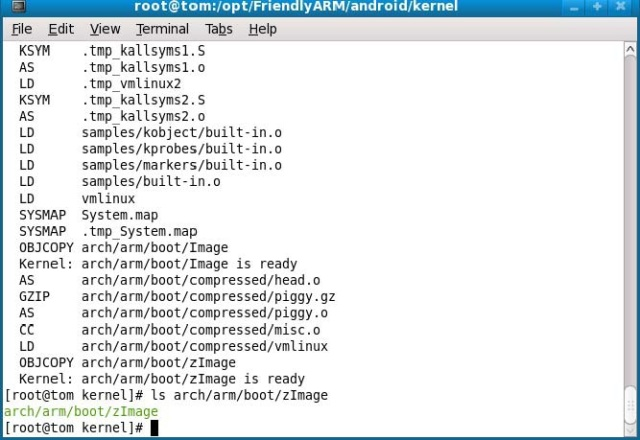 root@tom:/opt/FriendlyARM/android/kernel
File Edit View Terminal Tabs Help
KSYM .tmp_kallsyms1.S
AS .tmp_kallsyms1.o
LD .tmp_vmlinux2
KSYM .tmp_kallsyms2.S
AS .tmp_kallsyms2.o
LD samples/kobject/built-in.o
LD samples/kprobes/built-in.o
LD samples/markers/built-in.o
LD samples/built-in.o
LD vmlinux
SYSMAP System.map
SYSMAP .tmp_System.map
OBJCOPY arch/arm/boot/Image
Kernel: arch/arm/boot/Image is ready
AS arch/arm/boot/compressed/head.o
GZIP arch/arm/boot/compressed/piggy.gz
AS arch/arm/boot/compressed/piggy.o
CC arch/arm/boot/compressed/misc.o
LD arch/arm/boot/compressed/vmlinux
OBJCOPY arch/arm/boot/zImage
Kernel: arch/arm/boot/zImage is ready
[root@tom kernel]# ls arch/arm/boot/zImage
arch/arm/boot/zImage
[root@tom kernel]#